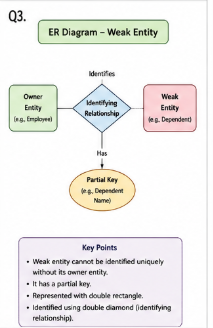 Q3.
ER Diagram – Weak Entity
Identifies
Owner
Entity
(e.g., Employee)
Identifying
Relationship
Weak
Entity
(e.g., Dependent)
Has
Partial Key
(e.g., Dependent
Name)
Key Points
• Weak entity cannot be identified uniquely
without its owner entity.
• It has a partial key.
• Represented with double rectangle.
• Identified using double diamond (identifying
relationship).